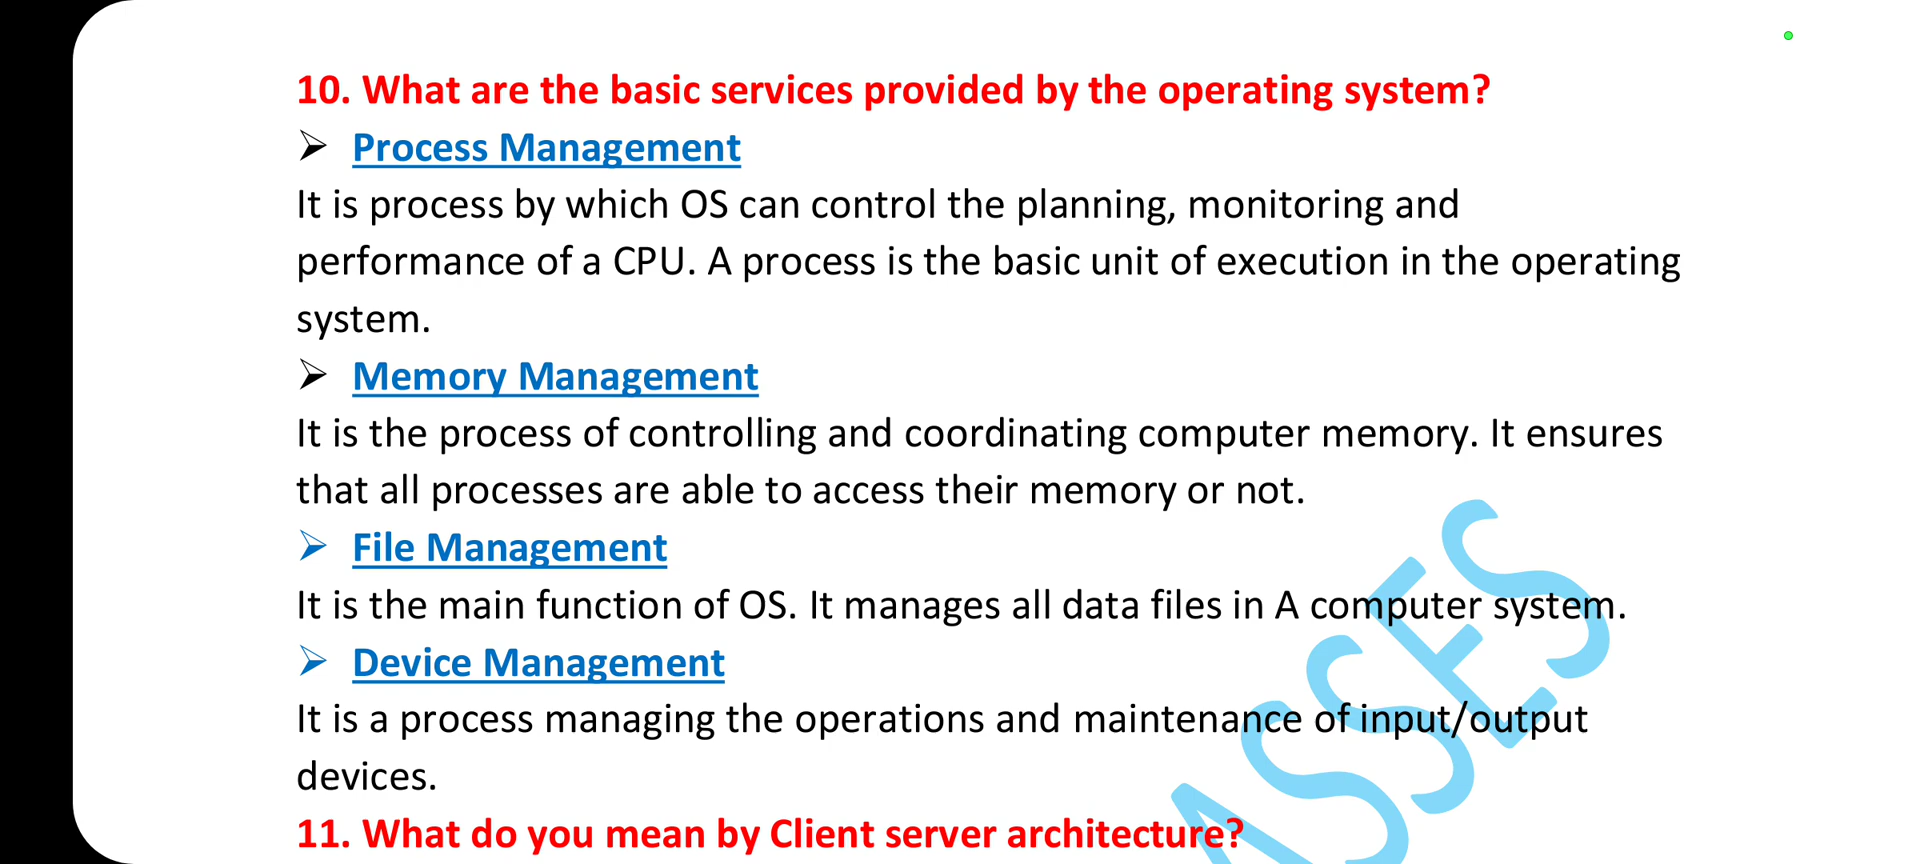 10. What are the basic services provided by the operating system?
➢ Process Management
It is process by which OS can control the planning, monitoring and
performance of a CPU. A process is the basic unit of execution in the operating
system.
➢ Memory Management
It is the process of controlling and coordinating computer memory. It ensures
that all processes are able to access their memory or not.
➢ File Management
It is the main function of OS. It manages all data files in A computer system.
➢ Device Management
It is a process managing the operations and maintenance of input/output
devices.
11. What do you mean by Client server architecture?
ASSES